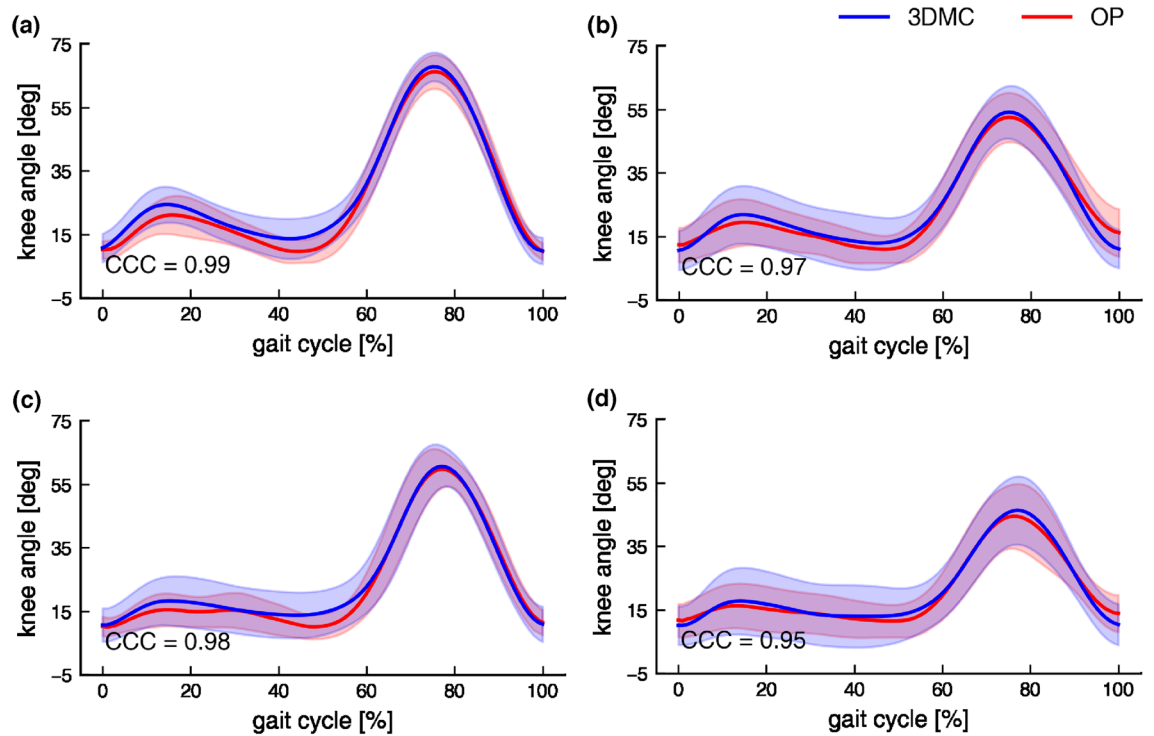 3DMC OP
(a)
75
55
35
15
−5
knee angle [deg]
CCC = 0.99
0 20 40 60 80 100
gait cycle [%]
(b)
75
55
35
15
−5
knee angle [deg]
CCC = 0.97
0 20 40 60 80 100
gait cycle [%]
(c)
75
55
35
15
−5
knee angle [deg]
CCC = 0.98
0 20 40 60 80 100
gait cycle [%]
(d)
75
55
35
15
−5
knee angle [deg]
CCC = 0.95
0 20 40 60 80 100
gait cycle [%]